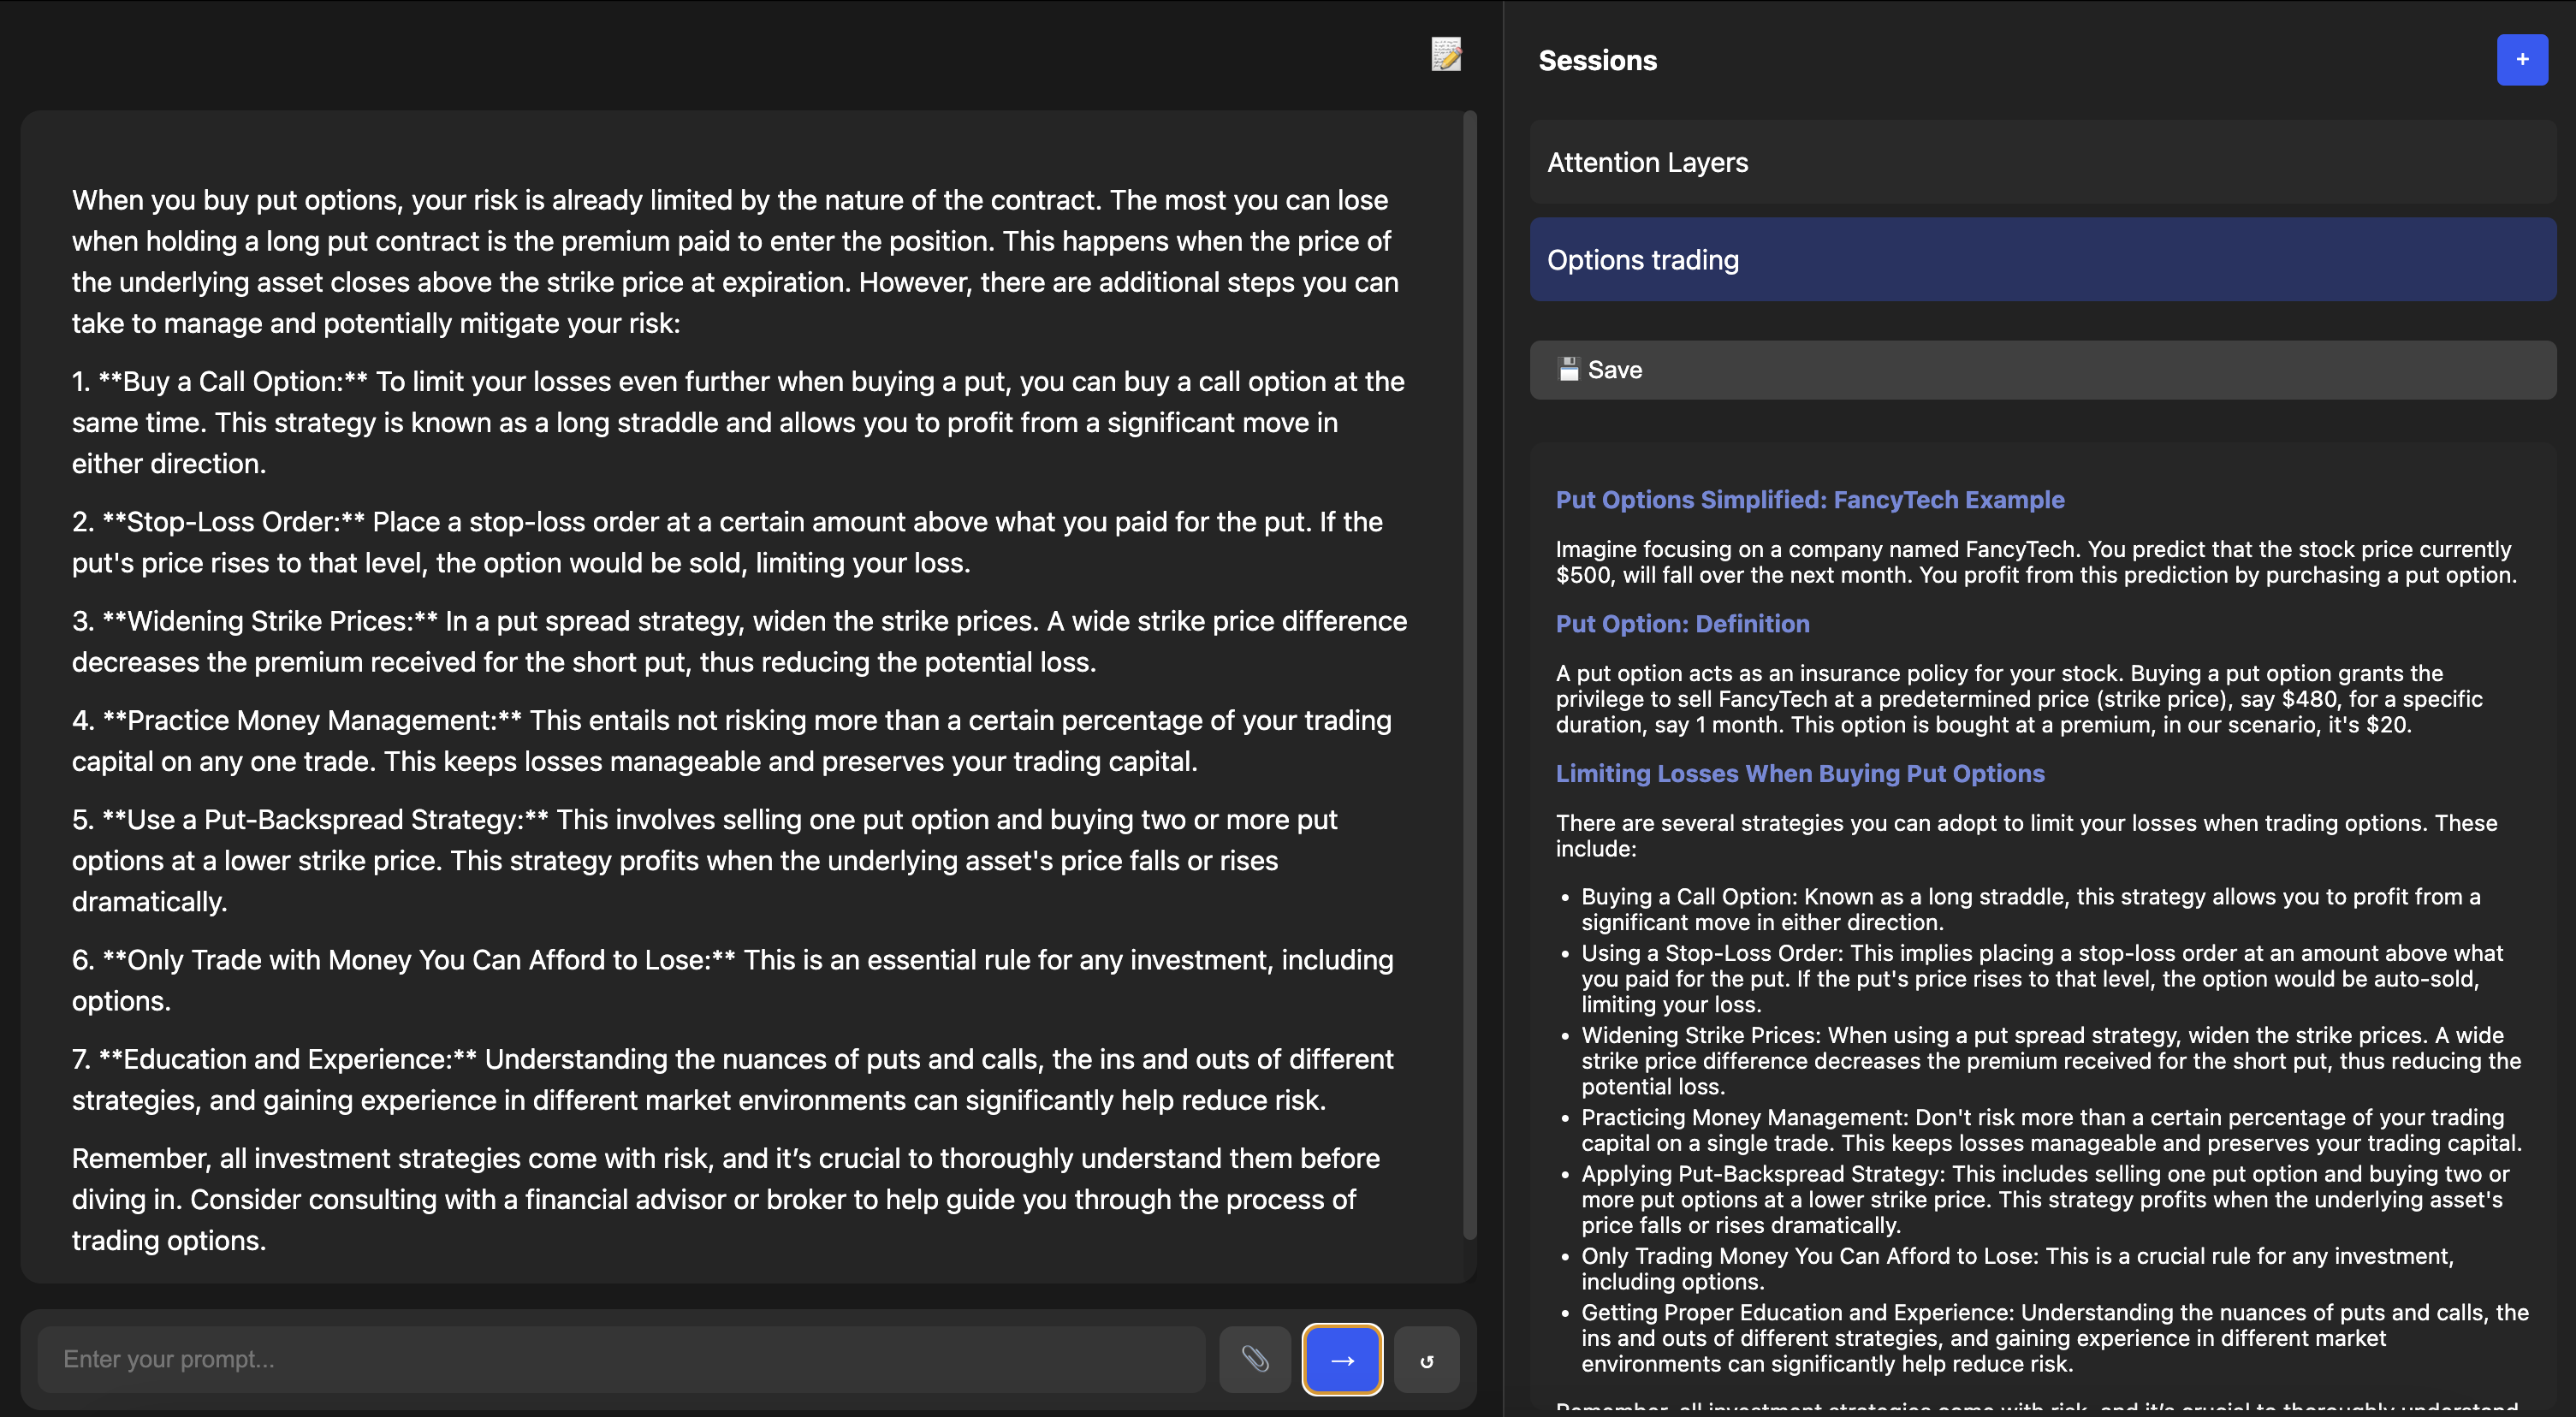 When you buy put options, your risk is already limited by the nature of the contract. The most you can lose
when holding a long put contract is the premium paid to enter the position. This happens when the price of
the underlying asset closes above the strike price at expiration. However, there are additional steps you can
take to manage and potentially mitigate your risk:
1. **Buy a Call Option:** To limit your losses even further when buying a put, you can buy a call option at the
same time. This strategy is known as a long straddle and allows you to profit from a significant move in
either direction.
2. **Stop-Loss Order:** Place a stop-loss order at a certain amount above what you paid for the put. If the
put's price rises to that level, the option would be sold, limiting your loss.
3. **Widening Strike Prices:** In a put spread strategy, widen the strike prices. A wide strike price difference
decreases the premium received for the short put, thus reducing the potential loss.
4. **Practice Money Management:** This entails not risking more than a certain percentage of your trading
capital on any one trade. This keeps losses manageable and preserves your trading capital.
5. **Use a Put-Backspread Strategy:** This involves selling one put option and buying two or more put
options at a lower strike price. This strategy profits when the underlying asset's price falls or rises
dramatically.
6. **Only Trade with Money You Can Afford to Lose:** This is an essential rule for any investment, including
options.
7. **Education and Experience:** Understanding the nuances of puts and calls, the ins and outs of different
strategies, and gaining experience in different market environments can significantly help reduce risk.
Remember, all investment strategies come with risk, and it’s crucial to thoroughly understand them before
diving in. Consider consulting with a financial advisor or broker to help guide you through the process of
trading options.
Enter your prompt...
→
↺
Sessions
+
Attention Layers
Options trading
Save
Put Options Simplified: FancyTech Example
Imagine focusing on a company named FancyTech. You predict that the stock price currently
$500, will fall over the next month. You profit from this prediction by purchasing a put option.
Put Option: Definition
A put option acts as an insurance policy for your stock. Buying a put option grants the
privilege to sell FancyTech at a predetermined price (strike price), say $480, for a specific
duration, say 1 month. This option is bought at a premium, in our scenario, it's $20.
Limiting Losses When Buying Put Options
There are several strategies you can adopt to limit your losses when trading options. These
include:
• Buying a Call Option: Known as a long straddle, this strategy allows you to profit from a
significant move in either direction.
• Using a Stop-Loss Order: This implies placing a stop-loss order at an amount above what
you paid for the put. If the put's price rises to that level, the option would be auto-sold,
limiting your loss.
• Widening Strike Prices: When using a put spread strategy, widen the strike prices. A wide
strike price difference decreases the premium received for the short put, thus reducing the
potential loss.
• Practicing Money Management: Don't risk more than a certain percentage of your trading
capital on a single trade. This keeps losses manageable and preserves your trading capital.
• Applying Put-Backspread Strategy: This includes selling one put option and buying two or
more put options at a lower strike price. This strategy profits when the underlying asset's
price falls or rises dramatically.
• Only Trading Money You Can Afford to Lose: This is a crucial rule for any investment,
including options.
• Getting Proper Education and Experience: Understanding the nuances of puts and calls, the
ins and outs of different strategies, and gaining experience in different market
environments can significantly help reduce risk.
Remember, all investment strategies come with risk, and it’s crucial to thoroughly understand